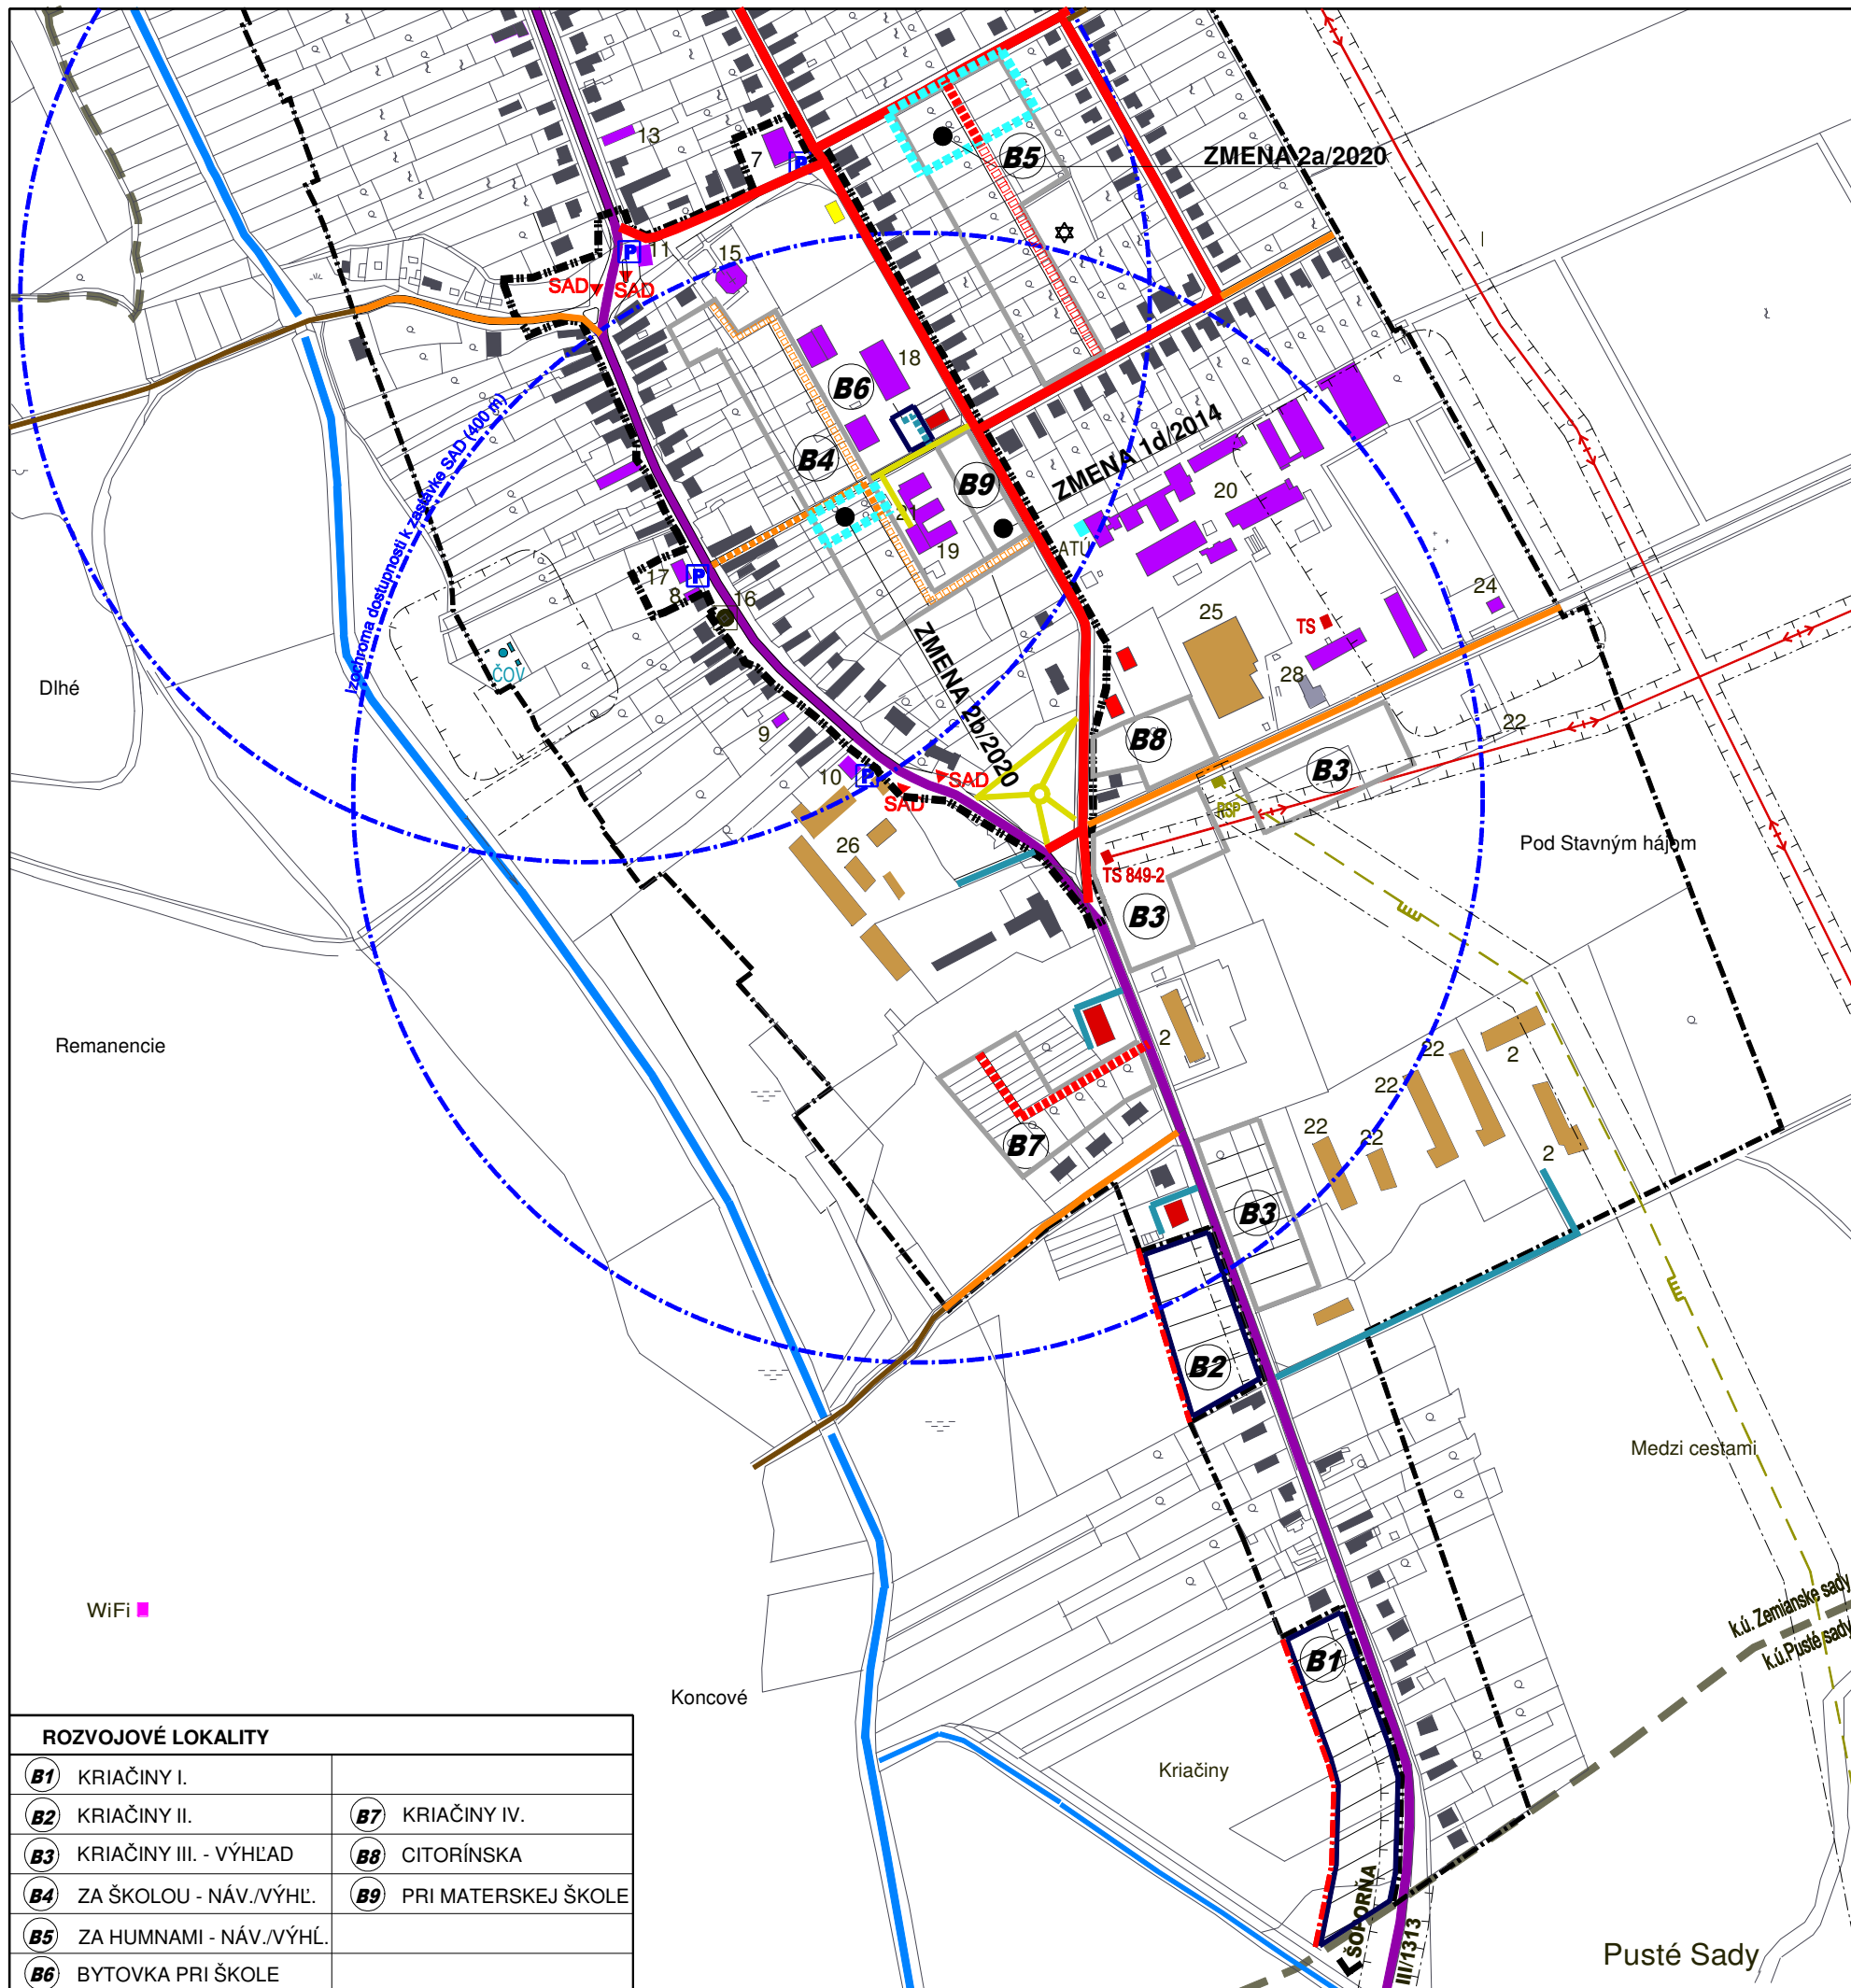 13
7
P
B5
ZMENA 2a/2020
P
11
15
SAD
SAD
18
B6
Izochroma dostupnosti k zastávke SAD (400 m)
B4
B9
ZMENA 1d/2014
20
21
19
ATÚ
17
P
8
16
24
25
TS
ČOV
28
Dlhé
ZMENA 2b/2020
9
22
B8
B3
10
P
SAD
SAD
RSP
26
Pod Stavným hájom
TS 849-2
B3
Remanencie
2
22
2
22
22
22
B7
2
B3
B2
Medzi cestami
WiFi
k.ú. Zemianske sady
k.ú. Pusté sady
B1
Koncové
Kriačiny
ŠOPORŇA
III/1313
Pusté Sady
ROZVOJOVÉ LOKALITY
B1 KRIAČINY I.
B2 KRIAČINY II.
B7 KRIAČINY IV.
B3 KRIAČINY III. - VÝHĽAD
B8 CITORÍNSKA
B4 ZA ŠKOLOU - NÁV./VÝHĽ.
B9 PRI MATERSKEJ ŠKOLE
B5 ZA HUMNAMI - NÁV./VÝHĹ.
B6 BYTOVKA PRI ŠKOLE